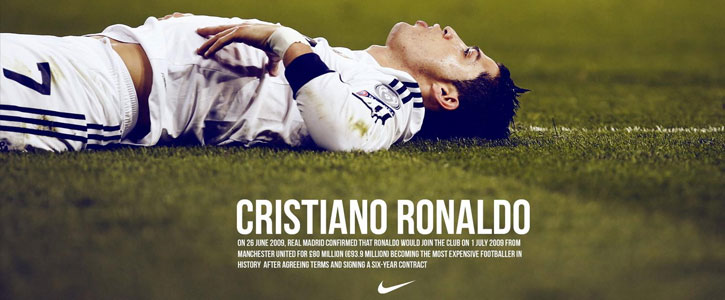 7
CRISTIANO RONALDO
ON 26 JUNE 2009, REAL MADRID CONFIRMED THAT RONALDO WOULD JOIN THE CLUB ON 1 JULY 2009 FROM
MANCHESTER UNITED FOR £80 MILLION (€93.9 MILLION) BECOMING THE MOST EXPENSIVE FOOTBALLER IN
HISTORY AFTER AGREEING TERMS AND SIGNING A SIX-YEAR CONTRACT